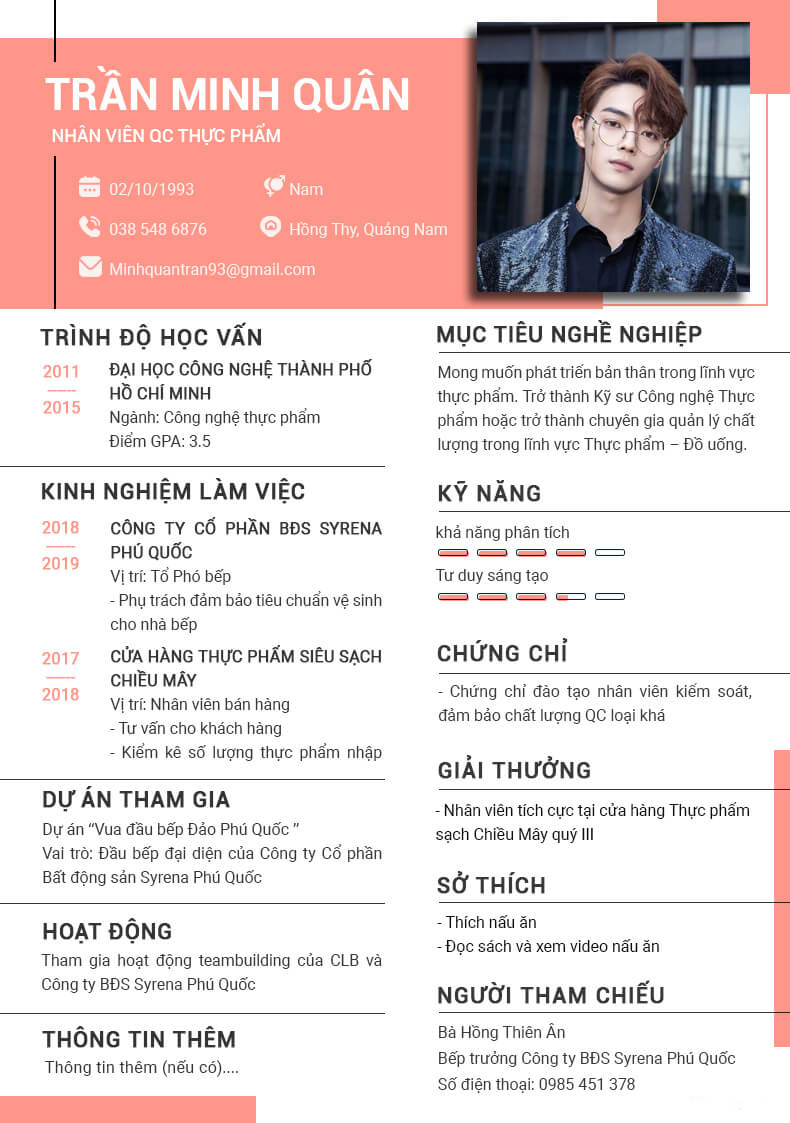 TRẦN MINH QUÂN
NHÂN VIÊN QC THỰC PHẨM
02/10/1993
Nam
038 548 6876
Hồng Thy, Quảng Nam
Minhquantran93@gmail.com
TRÌNH ĐỘ HỌC VẤN
2011
2015
ĐẠI HỌC CÔNG NGHỆ THÀNH PHỐ
HỒ CHÍ MINH
Ngành: Công nghệ thực phẩm
Điểm GPA: 3.5
KINH NGHIỆM LÀM VIỆC
2018
2019
CÔNG TY CỔ PHẦN BĐS SYRENA
PHÚ QUỐC
Vị trí: Tổ Phó bếp
- Phụ trách đảm bảo tiêu chuẩn vệ sinh
cho nhà bếp
2017
2018
CỬA HÀNG THỰC PHẨM SIÊU SẠCH
CHIỀU MÂY
Vị trí: Nhân viên bán hàng
- Tư vấn cho khách hàng
- Kiểm kê số lượng thực phẩm nhập
DỰ ÁN THAM GIA
Dự án “Vua đầu bếp Đảo Phú Quốc ”
Vai trò: Đầu bếp đại diện của Công ty Cổ phần
Bất động sản Syrena Phú Quốc
HOẠT ĐỘNG
Tham gia hoạt động teambuilding của CLB và
Công ty BĐS Syrena Phú Quốc
THÔNG TIN THÊM
Thông tin thêm (nếu có)....
MỤC TIÊU NGHỀ NGHIỆP
Mong muốn phát triển bản thân trong lĩnh vực
thực phẩm. Trở thành Kỹ sư Công nghệ Thực
phẩm hoặc trở thành chuyên gia quản lý chất
lượng trong lĩnh vực Thực phẩm – Đồ uống.
KỸ NĂNG
khả năng phân tích
Tư duy sáng tạo
CHỨNG CHỈ
- Chứng chỉ đào tạo nhân viên kiểm soát,
đảm bảo chất lượng QC loại khá
GIẢI THƯỞNG
- Nhân viên tích cực tại cửa hàng Thực phẩm
sạch Chiều Mây quý III
SỞ THÍCH
- Thích nấu ăn
- Đọc sách và xem video nấu ăn
NGƯỜI THAM CHIẾU
Bà Hồng Thiên Ân
Bếp trưởng Công ty BĐS Syrena Phú Quốc
Số điện thoại: 0985 451 378